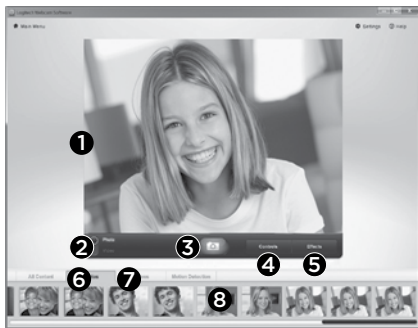 Logitech Webcam Software
Main Menu
Settings
Help
1
2
Photo
3
Controls
Effects
4
5
All Content
Motion Detection
6
7
8